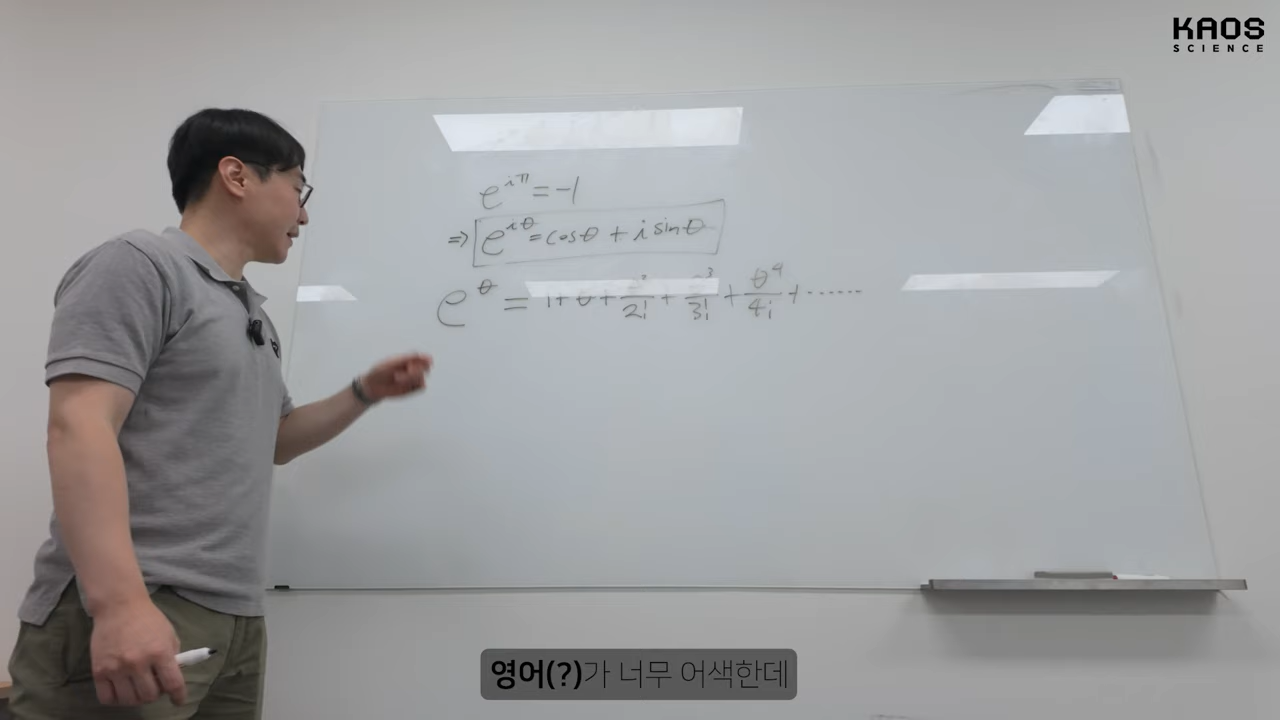 KAOS
SCIENCE
e^{iπ} = -1
⇒ e^{iθ} = cosθ + i sinθ
e^θ = 1 + θ + θ²/2! + θ³/3! + θ⁴/4! + ······
영어(?)가 너무 어색한데